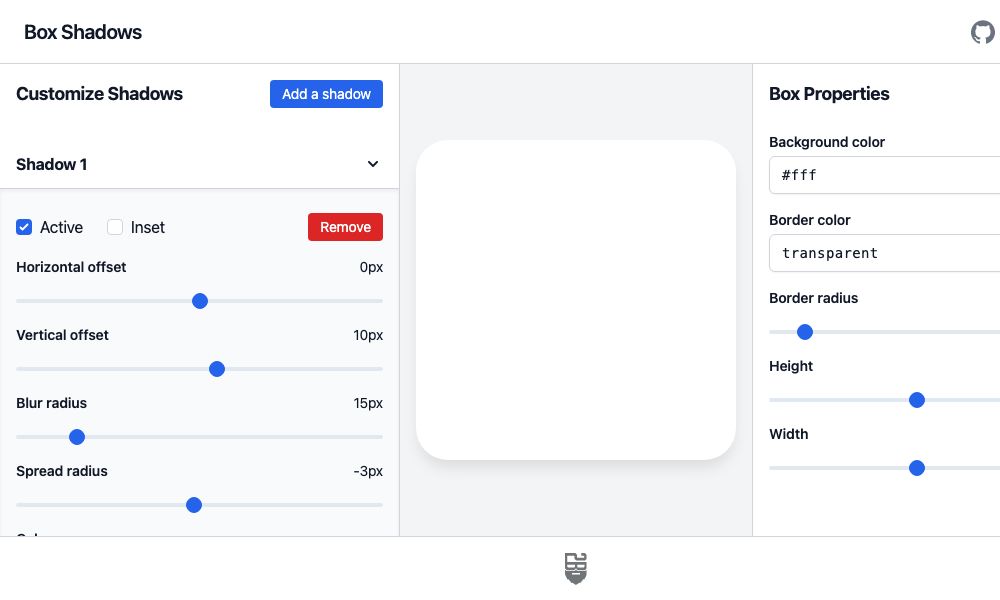 Box Shadows
Customize Shadows
Add a shadow
Shadow 1
Active
Inset
Remove
Horizontal offset
0px
Vertical offset
10px
Blur radius
15px
Spread radius
-3px
Box Properties
Background color
#fff
Border color
transparent
Border radius
Height
Width